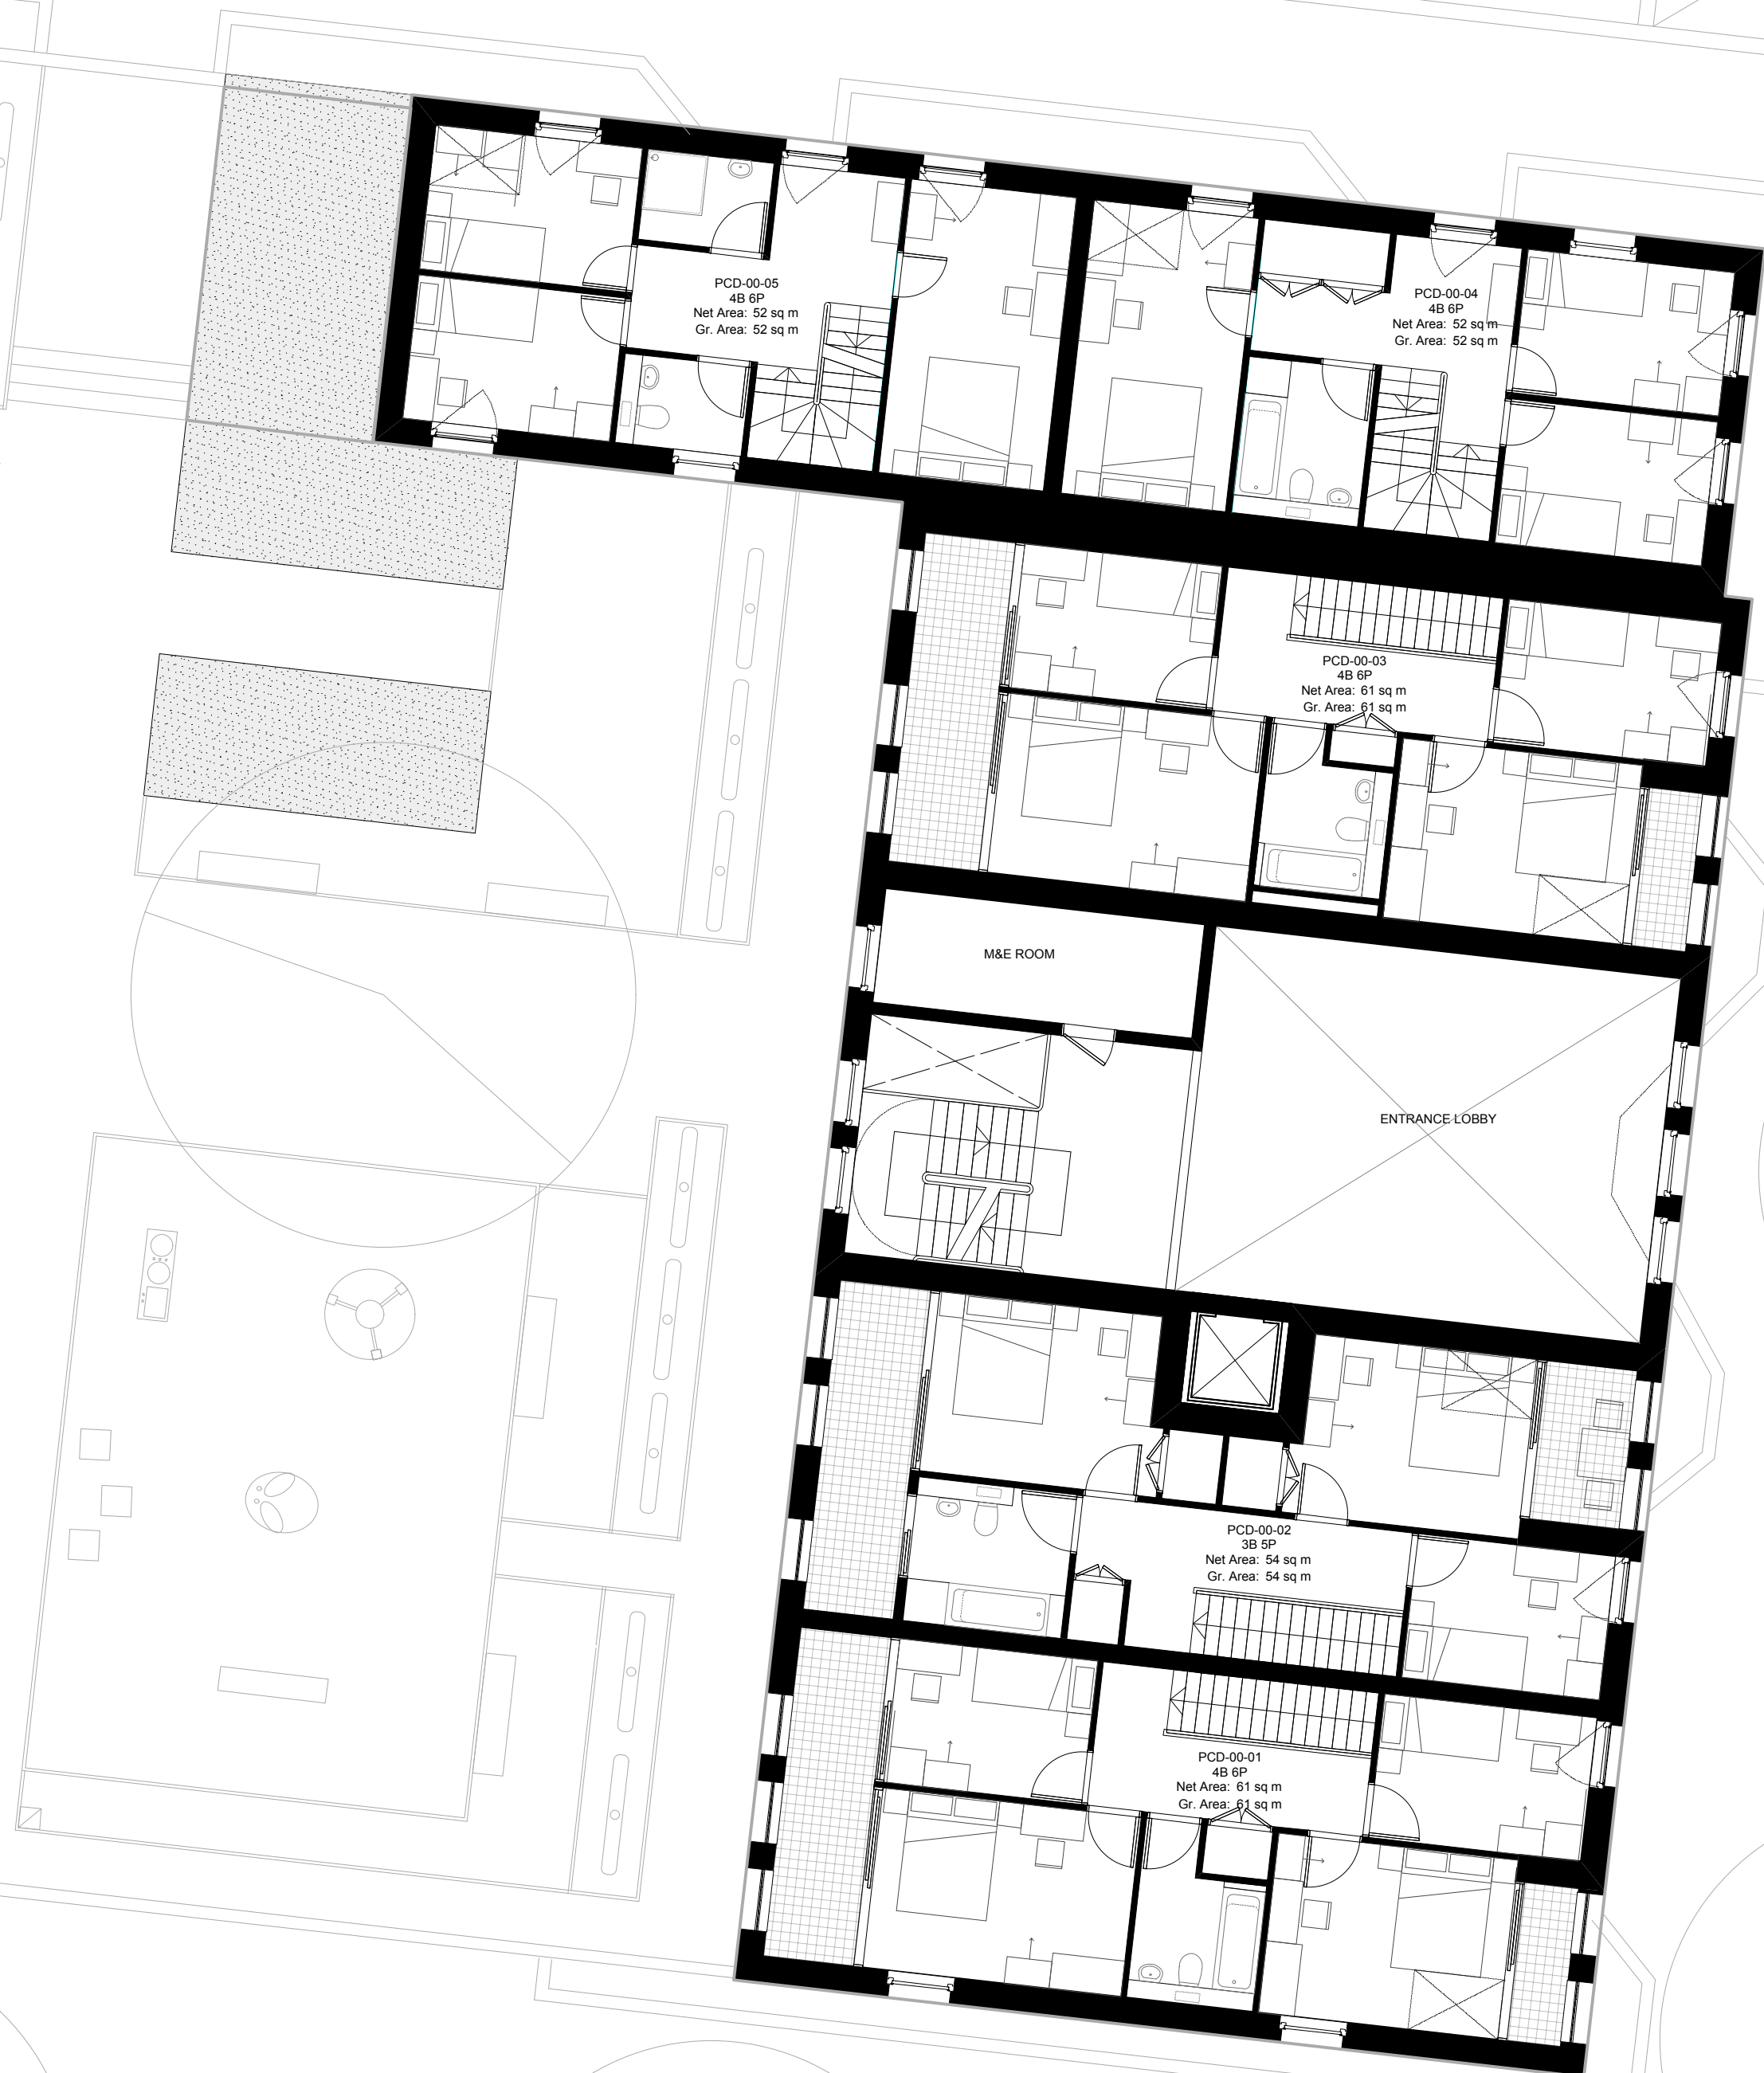 PCD-00-05
4B 6P
Net Area: 52 sq m
Gr. Area: 52 sq m
PCD-00-04
4B 6P
Net Area: 52 sq m
Gr. Area: 52 sq m
PCD-00-03
4B 6P
Net Area: 61 sq m
Gr. Area: 61 sq m
M&E ROOM
ENTRANCE LOBBY
PCD-00-02
3B 5P
Net Area: 54 sq m
Gr. Area: 54 sq m
PCD-00-01
4B 6P
Net Area: 61 sq m
Gr. Area: 61 sq m